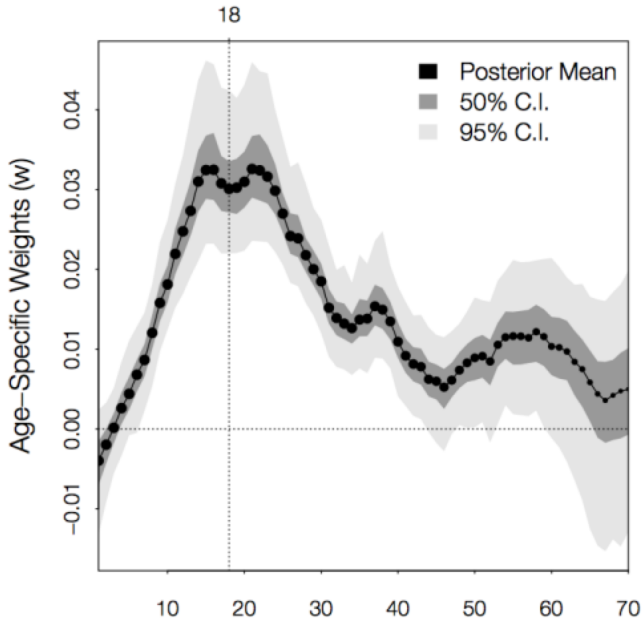 18
Posterior Mean
50% C.I.
95% C.I.
Age–Specific Weights (w)
0.04
0.03
0.02
0.01
0.00
−0.01
10 20 30 40 50 60 70